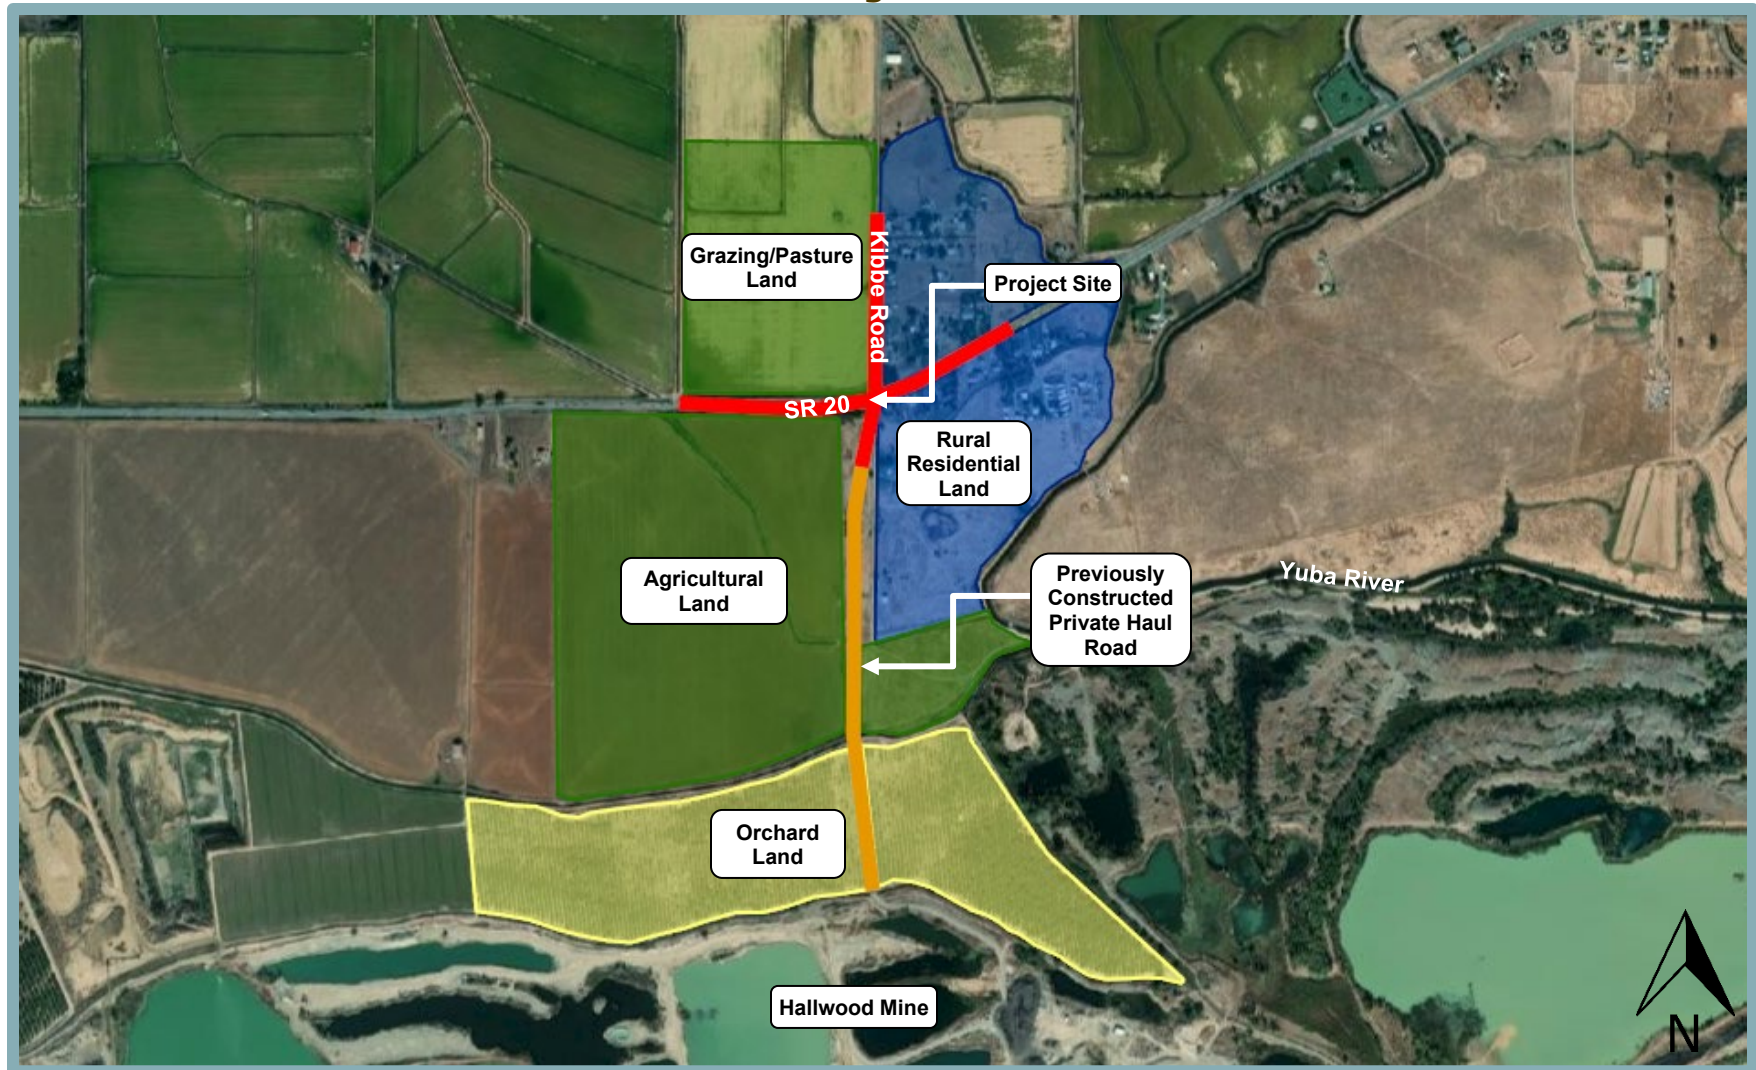 Grazing/Pasture
Land
Kibbe Road
Project Site
SR 20
Rural
Residential
Land
Agricultural
Land
Previously
Constructed
Private Haul
Road
Yuba River
Orchard
Land
Hallwood Mine
N